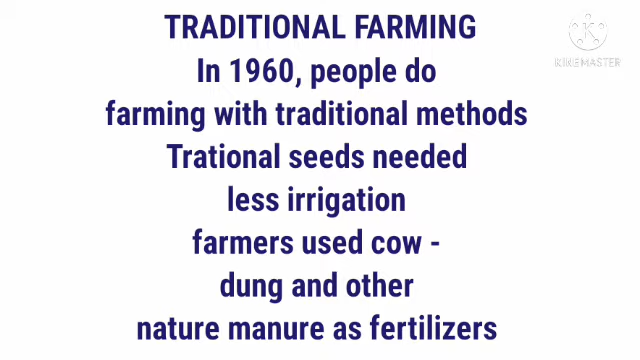 TRADITIONAL FARMING
In 1960, people do
farming with traditional methods
Trational seeds needed
less irrigation
farmers used cow -
dung and other
nature manure as fertilizers
K
KINEMASTER